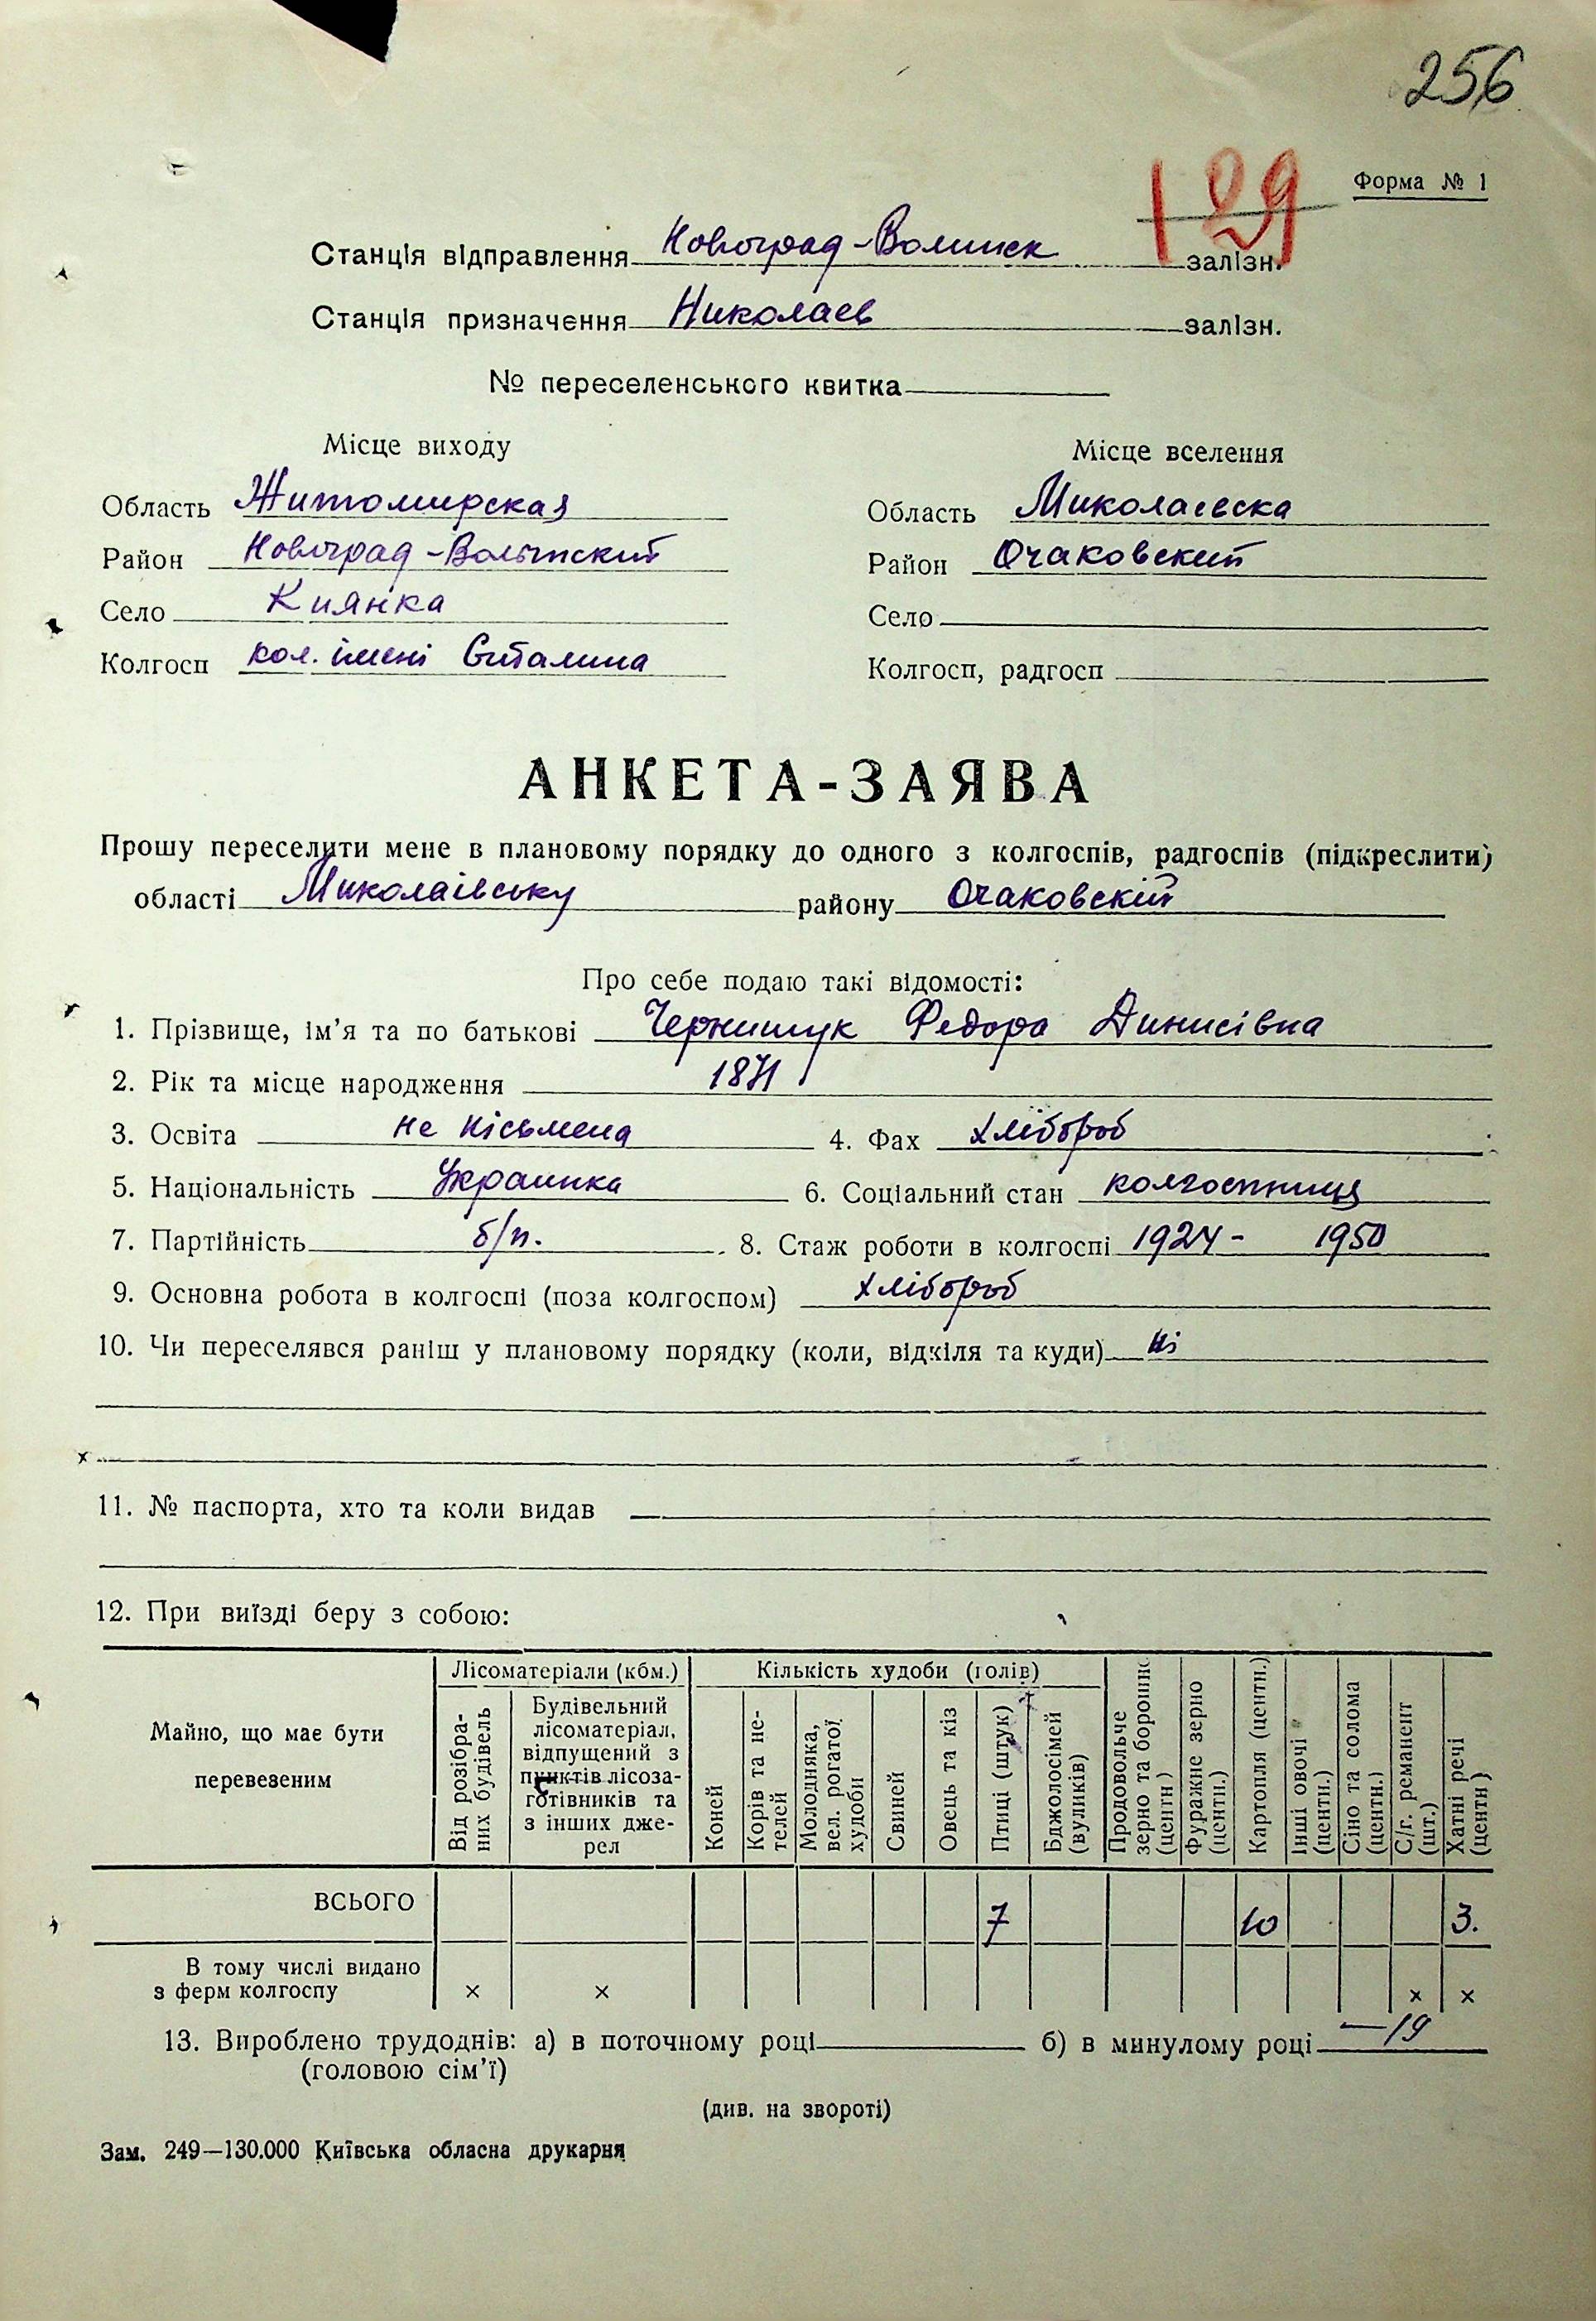 256
129
Форма № 1
Станція відправлення Новоград-Волинск залізн.
Станція призначення Николаев залізн.
№ переселенського квитка
Місце виходу
Місце вселення
Область Житомирская
Область Миколаевска
Район Новоград-Волынский
Район Очаковский
Село Киянка
Село
Колгосп кол. імені Сталина
Колгосп, радгосп
АНКЕТА-ЗАЯВА
Прошу переселити мене в плановому порядку до одного з колгоспів, радгоспів (підкреслити)
області Миколаівську району Очаковскій
Про себе подаю такі відомості:
1. Прізвище, ім’я та по батькові Чернишук Федора Динисівна
2. Рік та місце народження 1871
3. Освіта не пісьмена 4. Фах хлібороб
5. Національність Украинка 6. Соціальний стан колгоспниця
7. Партійність б/п. 8. Стаж роботи в колгоспі 1924 - 1950
9. Основна робота в колгоспі (поза колгоспом) хлібороб
10. Чи переселявся раніш у плановому порядку (коли, відкіля та куди) ні
11. № паспорта, хто та коли видав
12. При виїзді беру з собою:
Майно, що має бути перевезеним
Лісоматеріали (кбм.)
Кількість худоби (голів)
Від розібраних будівель
Будівельний лісоматеріал, відпущений з пунктів лісозаготівників та з інших джерел
Коней
Корів та нетелей
Молодняка, вел. рогатої худоби
Свиней
Овець та кіз
Птиці (штук)
Бджолосімей (вуликів)
Продовольче зерно та борошно (центн)
Фуражне зерно (центн.)
Картопля (центн.)
Інші овочі (центн.)
Сіно та солома (центн.)
С/г. реманент (шт.)
Хатні речі (центн)
ВСЬОГО 7 10 3.
В тому числі видано з ферм колгоспу × × × ×
13. Вироблено трудоднів: а) в поточному році б) в минулому році —19
(головою сім’ї)
(див. на звороті)
Зам. 249—130.000 Київська обласна друкарня